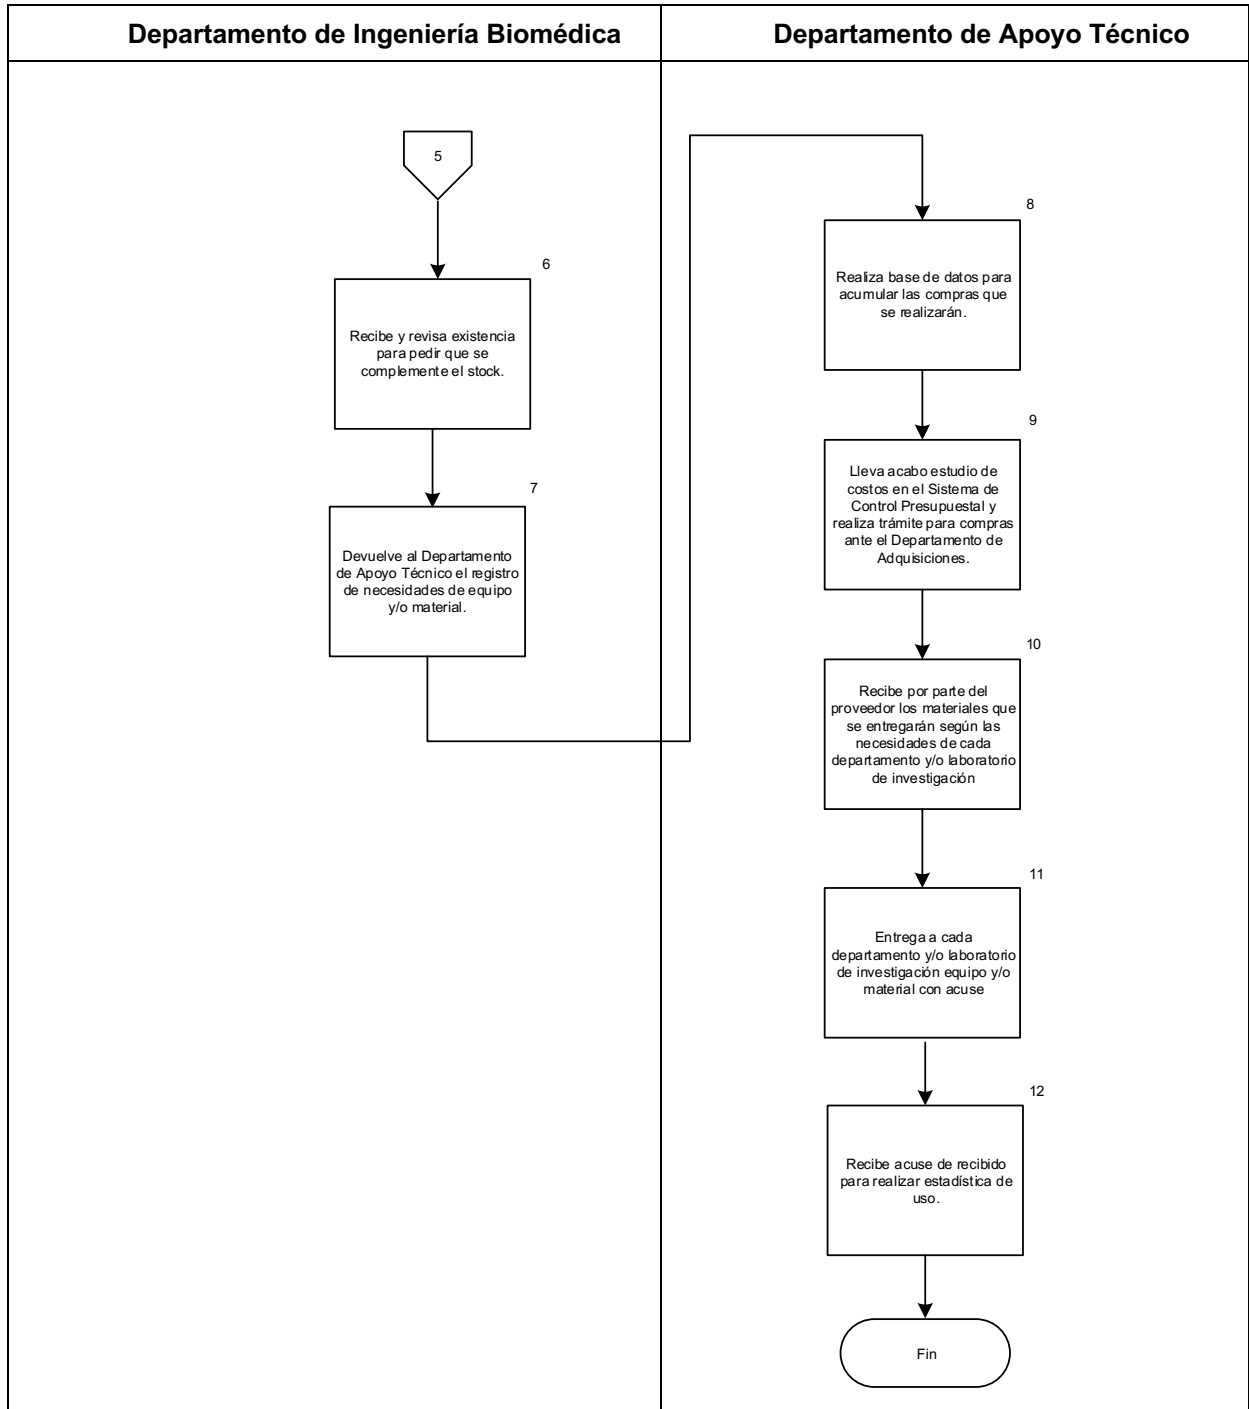 Departamento de Ingeniería Biomédica
Departamento de Apoyo Técnico
5
6
Recibe y revisa existencia
para pedir que se
complemente el stock.
7
Devuelve al Departamento
de Apoyo Técnico el registro
de necesidades de equipo
y/o material.
8
Realiza base de datos para
acumular las compras que
se realizarán.
9
Lleva acabo estudio de
costos en el Sistema de
Control Presupuestal y
realiza trámite para compras
ante el Departamento de
Adquisiciones.
10
Recibe por parte del
proveedor los materiales que
se entregarán según las
necesidades de cada
departamento y/o laboratorio
de investigación
11
Entrega a cada
departamento y/o laboratorio
de investigación equipo y/o
material con acuse
12
Recibe acuse de recibido
para realizar estadística de
uso.
Fin